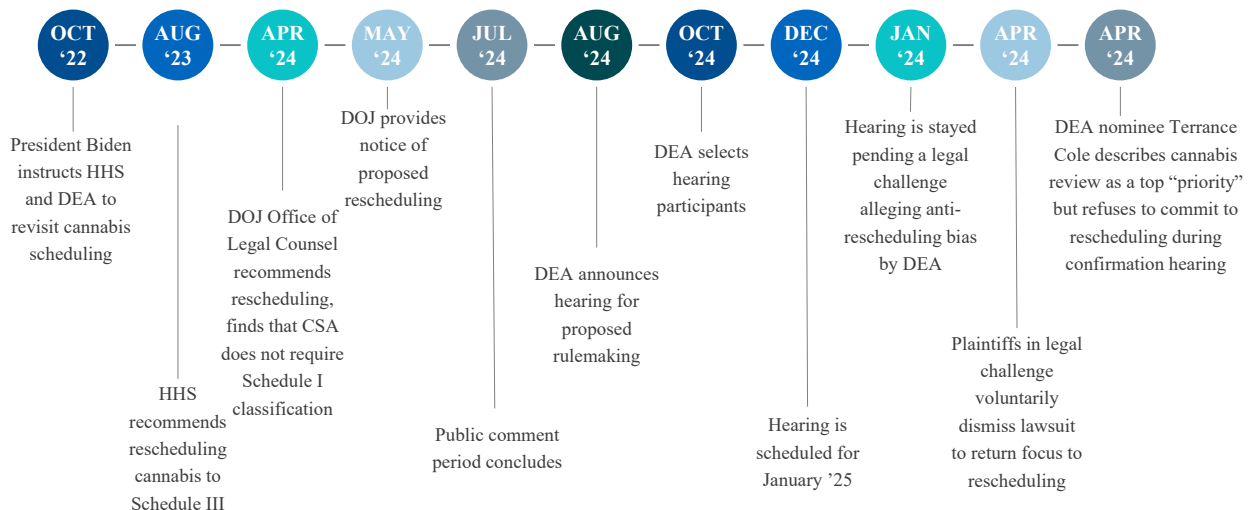 OCT
‘22
President Biden
instructs HHS
and DEA to
revisit cannabis
scheduling
AUG
‘23
HHS
recommends
rescheduling
cannabis to
Schedule III
APR
‘24
DOJ Office of
Legal Counsel
recommends
rescheduling,
finds that CSA
does not require
Schedule I
classification
MAY
‘24
DOJ provides
notice of
proposed
rescheduling
JUL
‘24
Public comment
period concludes
AUG
‘24
DEA announces
hearing for
proposed
rulemaking
OCT
‘24
DEA selects
hearing
participants
DEC
‘24
Hearing is
scheduled for
January ’25
JAN
‘24
Hearing is stayed
pending a legal
challenge
alleging anti-
rescheduling bias
by DEA
APR
‘24
Plaintiffs in legal
challenge
voluntarily
dismiss lawsuit
to return focus to
rescheduling
APR
‘24
DEA nominee Terrance
Cole describes cannabis
review as a top “priority”
but refuses to commit to
rescheduling during
confirmation hearing